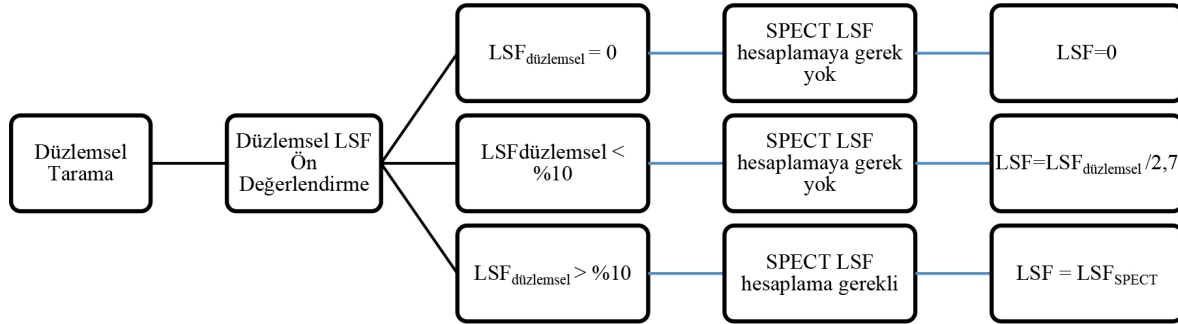 Düzlemsel
Tarama
Düzlemsel LSF
Ön
Değerlendirme
LSFdüzlemsel = 0
SPECT LSF
hesaplamaya gerek
yok
LSF=0
LSFdüzlemsel <
%10
SPECT LSF
hesaplamaya gerek
yok
LSF=LSFdüzlemsel /2,7
LSFdüzlemsel > %10
SPECT LSF
hesaplama gerekli
LSF = LSFSPECT